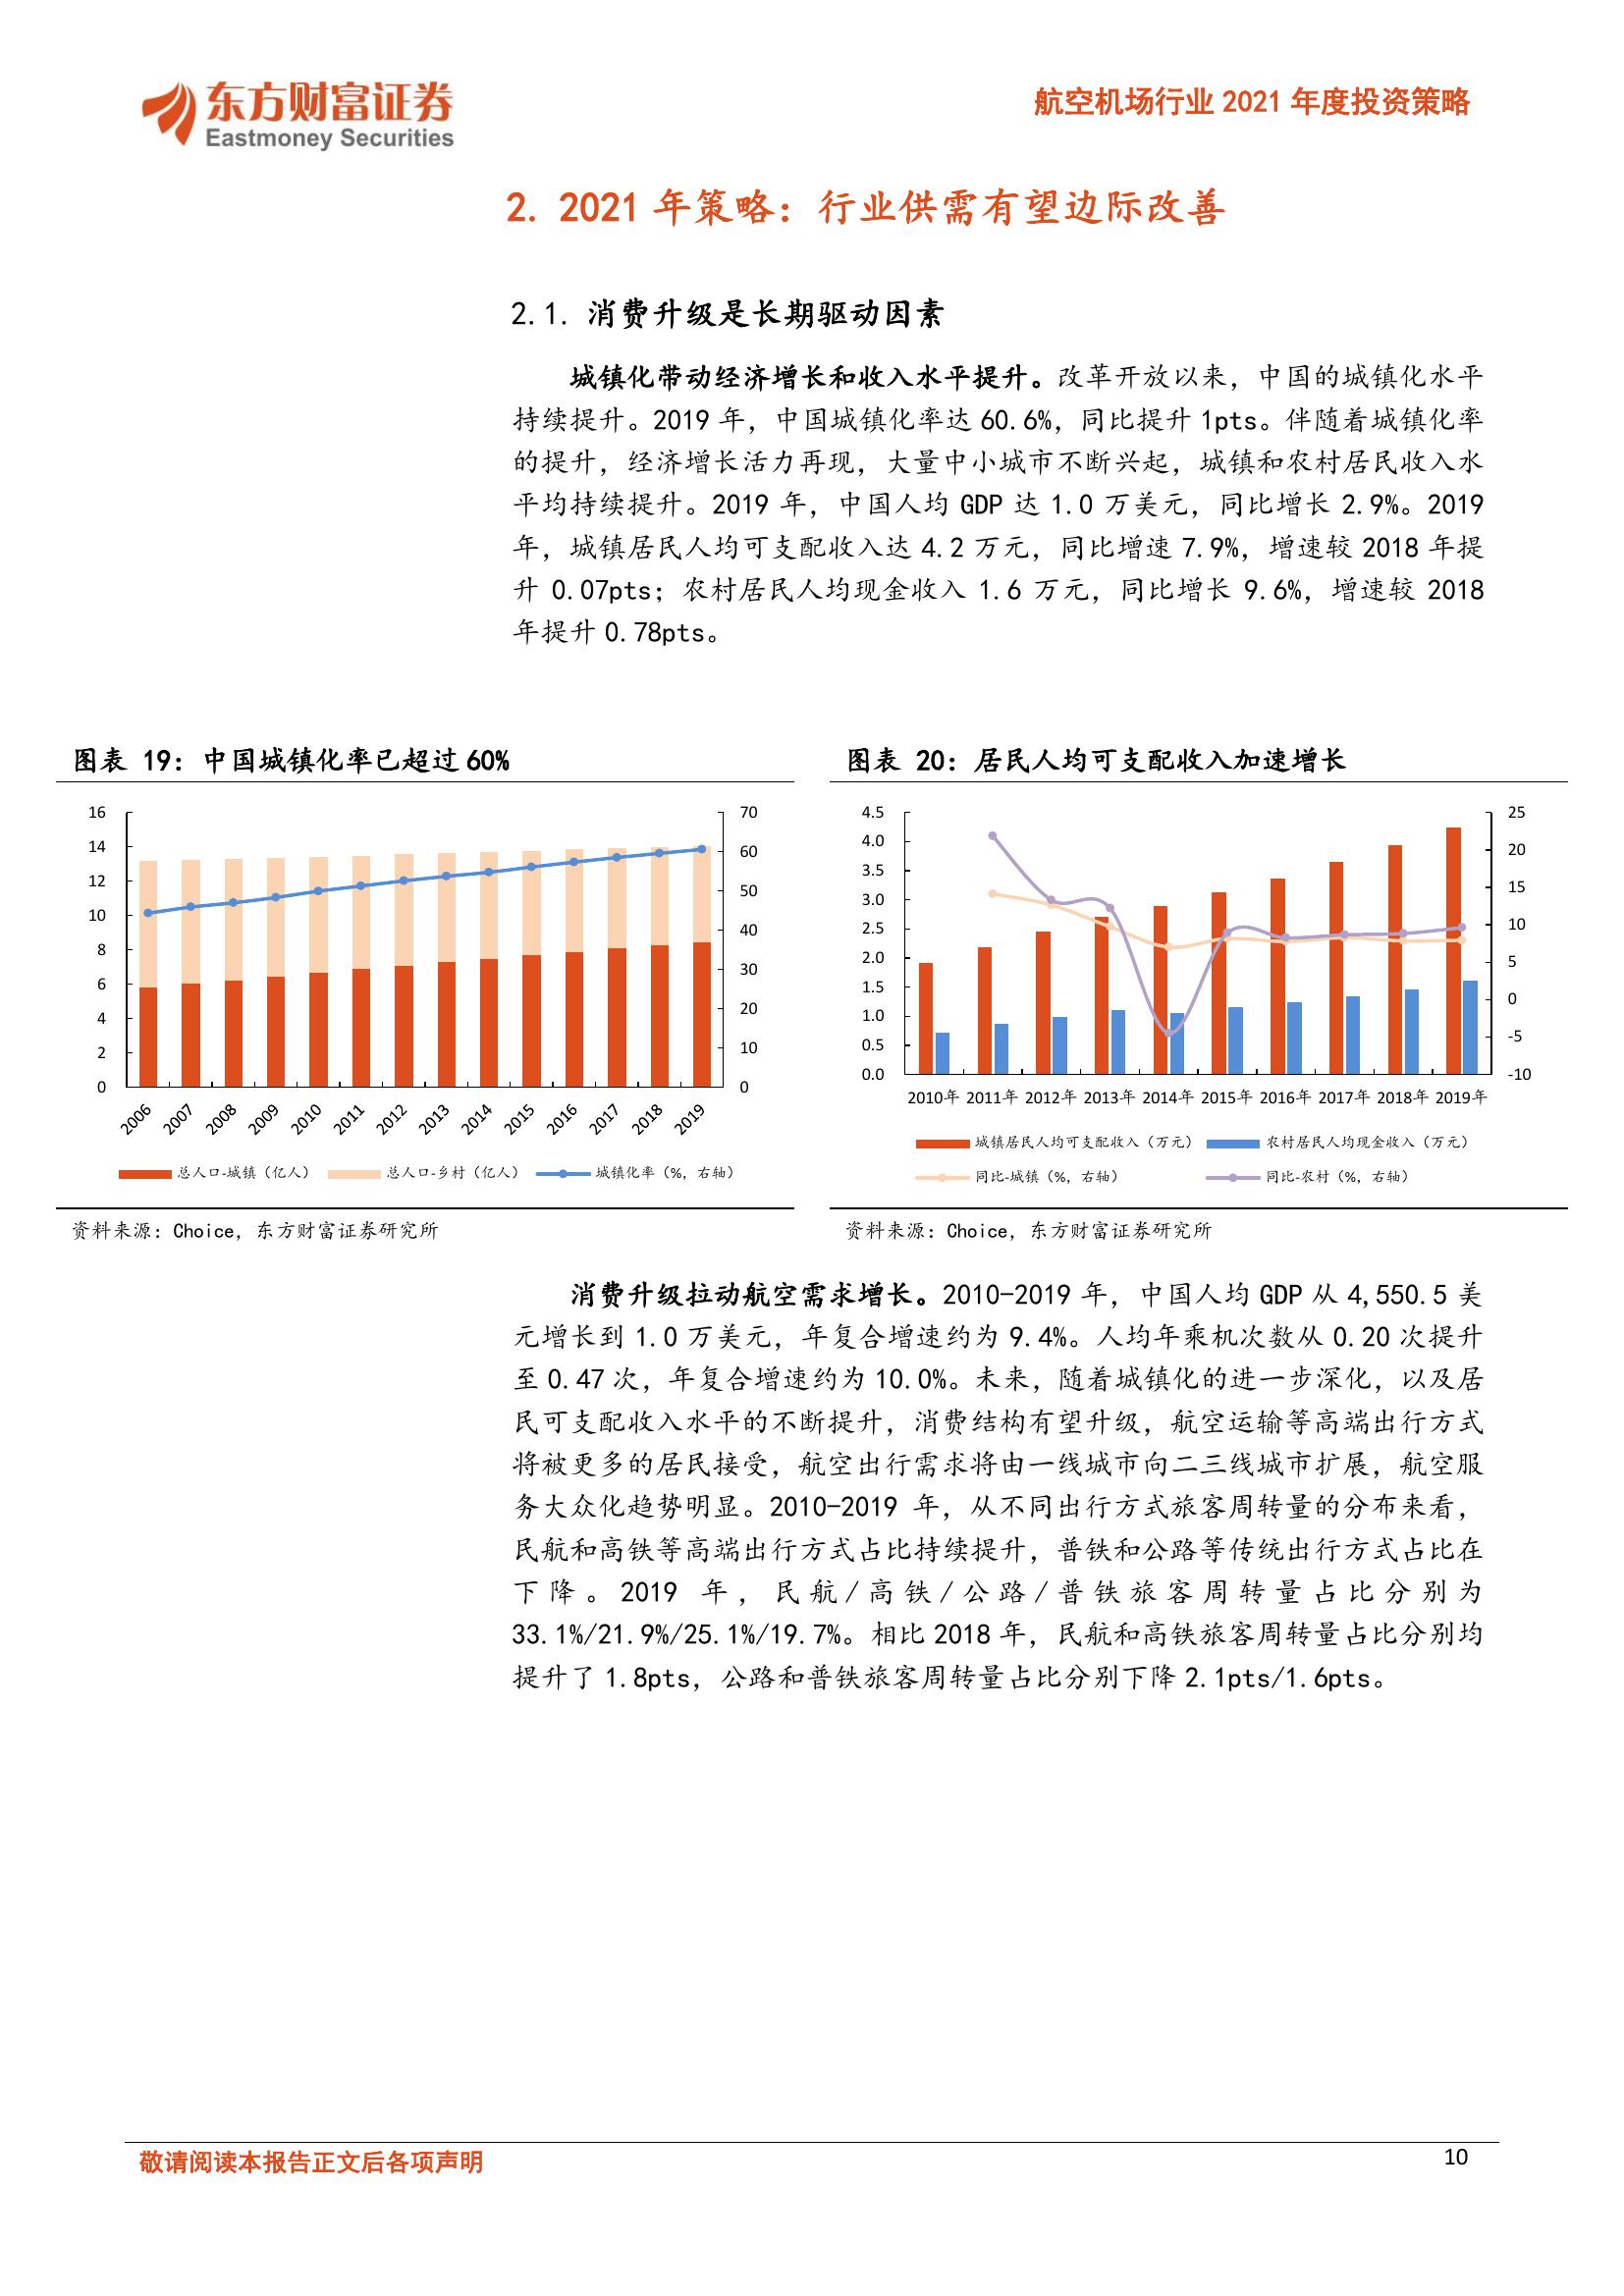 东方财富证券
Eastmoney Securities
航空机场行业 2021 年度投资策略
2. 2021 年策略：行业供需有望边际改善
2.1. 消费升级是长期驱动因素
城镇化带动经济增长和收入水平提升。改革开放以来，中国的城镇化水平
持续提升。2019 年，中国城镇化率达 60.6%，同比提升 1pts。伴随着城镇化率
的提升，经济增长活力再现，大量中小城市不断兴起，城镇和农村居民收入水
平均持续提升。2019 年，中国人均 GDP 达 1.0 万美元，同比增长 2.9%。2019
年，城镇居民人均可支配收入达 4.2 万元，同比增速 7.9%，增速较 2018 年提
升 0.07pts；农村居民人均现金收入 1.6 万元，同比增长 9.6%，增速较 2018
年提升 0.78pts。
图表 19：中国城镇化率已超过 60%
16
14
12
10
8
6
4
2
0
70
60
50
40
30
20
10
0
2006 2007 2008 2009 2010 2011 2012 2013 2014 2015 2016 2017 2018 2019
总人口-城镇（亿人） 总人口-乡村（亿人） 城镇化率（%，右轴）
资料来源：Choice，东方财富证券研究所
图表 20：居民人均可支配收入加速增长
4.5
4.0
3.5
3.0
2.5
2.0
1.5
1.0
0.5
0.0
25
20
15
10
5
0
-5
-10
2010年 2011年 2012年 2013年 2014年 2015年 2016年 2017年 2018年 2019年
城镇居民人均可支配收入（万元） 农村居民人均现金收入（万元）
同比-城镇（%，右轴） 同比-农村（%，右轴）
资料来源：Choice，东方财富证券研究所
消费升级拉动航空需求增长。2010-2019 年，中国人均 GDP 从 4,550.5 美
元增长到 1.0 万美元，年复合增速约为 9.4%。人均年乘机次数从 0.20 次提升
至 0.47 次，年复合增速约为 10.0%。未来，随着城镇化的进一步深化，以及居
民可支配收入水平的不断提升，消费结构有望升级，航空运输等高端出行方式
将被更多的居民接受，航空出行需求将由一线城市向二三线城市扩展，航空服
务大众化趋势明显。2010-2019 年，从不同出行方式旅客周转量的分布来看，
民航和高铁等高端出行方式占比持续提升，普铁和公路等传统出行方式占比在
下降。2019 年，民航/高铁/公路/普铁旅客周转量占比分别为
33.1%/21.9%/25.1%/19.7%。相比 2018 年，民航和高铁旅客周转量占比分别均
提升了 1.8pts，公路和普铁旅客周转量占比分别下降 2.1pts/1.6pts。
敬请阅读本报告正文后各项声明
10